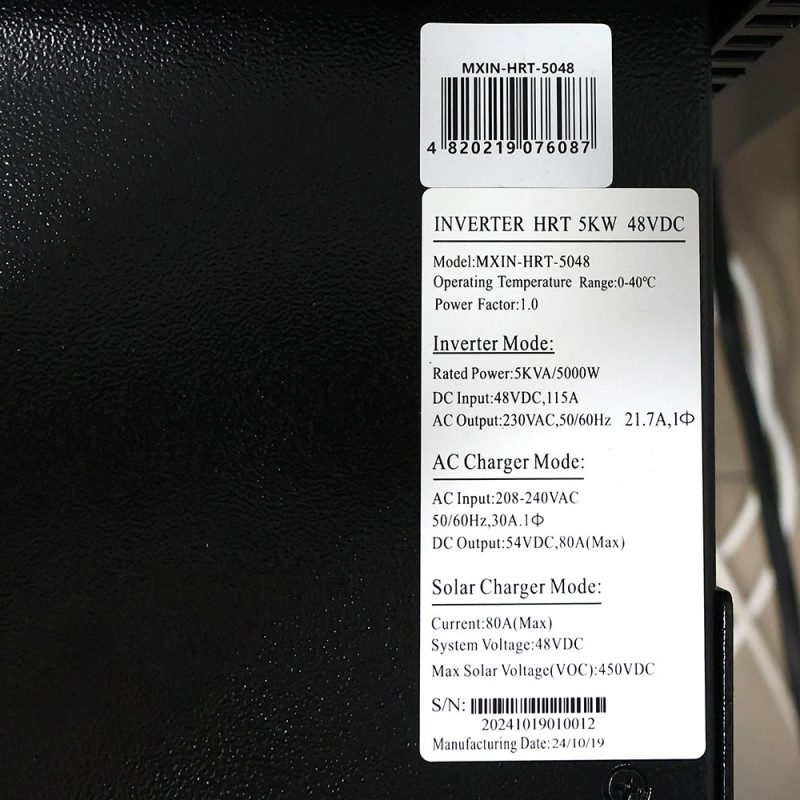 MXIN-HRT-5048
4 820219 076087
INVERTER HRT 5KW 48VDC
Model:MXIN-HRT-5048
Operating Temperature Range:0-40℃
Power Factor:1.0
Inverter Mode:
Rated Power:5KVA/5000W
DC Input:48VDC,115A
AC Output:230VAC,50/60Hz 21.7A,1Φ
AC Charger Mode:
AC Input:208-240VAC
50/60Hz,30A.1Φ
DC Output:54VDC,80A(Max)
Solar Charger Mode:
Current:80A(Max)
System Voltage:48VDC
Max Solar Voltage(VOC):450VDC
S/N:
20241019010012
Manufacturing Date:24/10/19